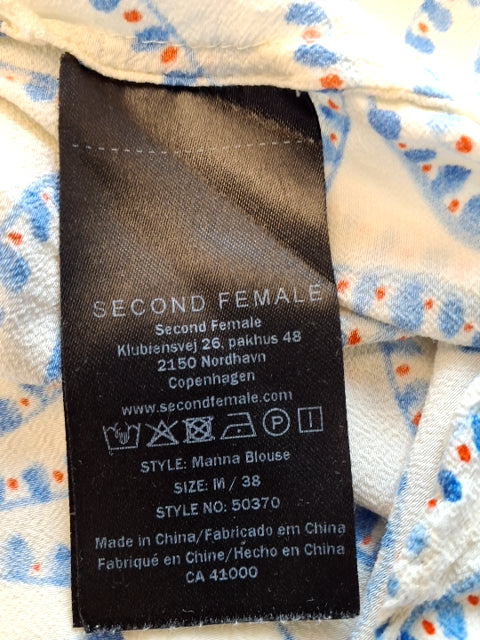 SECOND FEMALE
Second Female
Klubiensvej 26, pakhus 48
2150 Nordhavn
Copenhagen
www.secondfemale.com
P
STYLE: Manna Blouse
SIZE: M / 38
STYLE NO: 50370
Made in China/Fabricado em China
Fabriqué en Chine/Hecho en China
CA 41000